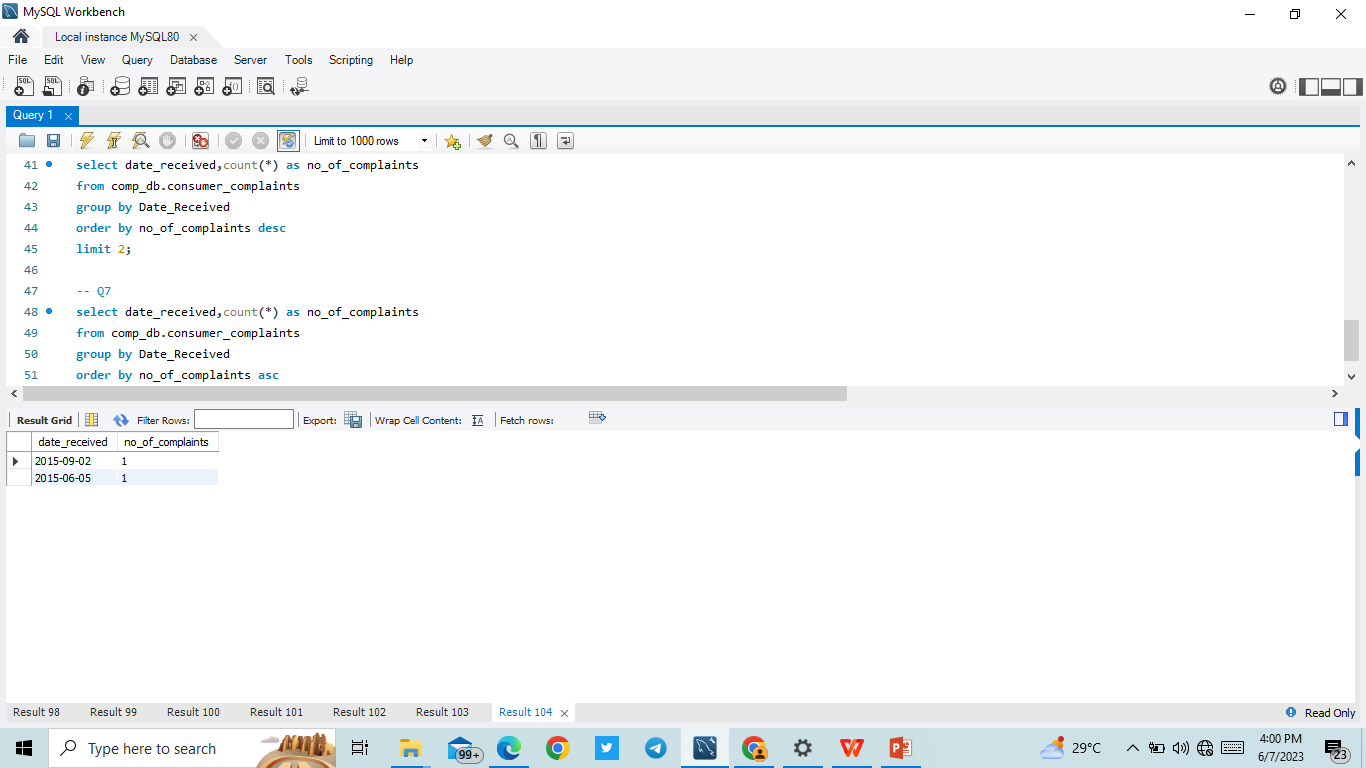 MySQL Workbench
Local instance MySQL80
File Edit View Query Database Server Tools Scripting Help
Query 1
Limit to 1000 rows
41 select date_received,count(*) as no_of_complaints
42 from comp_db.consumer_complaints
43 group by Date_Received
44 order by no_of_complaints desc
45 limit 2;
46
47 -- Q7
48 select date_received,count(*) as no_of_complaints
49 from comp_db.consumer_complaints
50 group by Date_Received
51 order by no_of_complaints asc
Result Grid Filter Rows: Export: Wrap Cell Content: Fetch rows:
date_received no_of_complaints
2015-09-02 1
2015-06-05 1
Result 98 Result 99 Result 100 Result 101 Result 102 Result 103 Result 104 Read Only
Type here to search 99+ 29°C 4:00 PM
6/7/2023 23